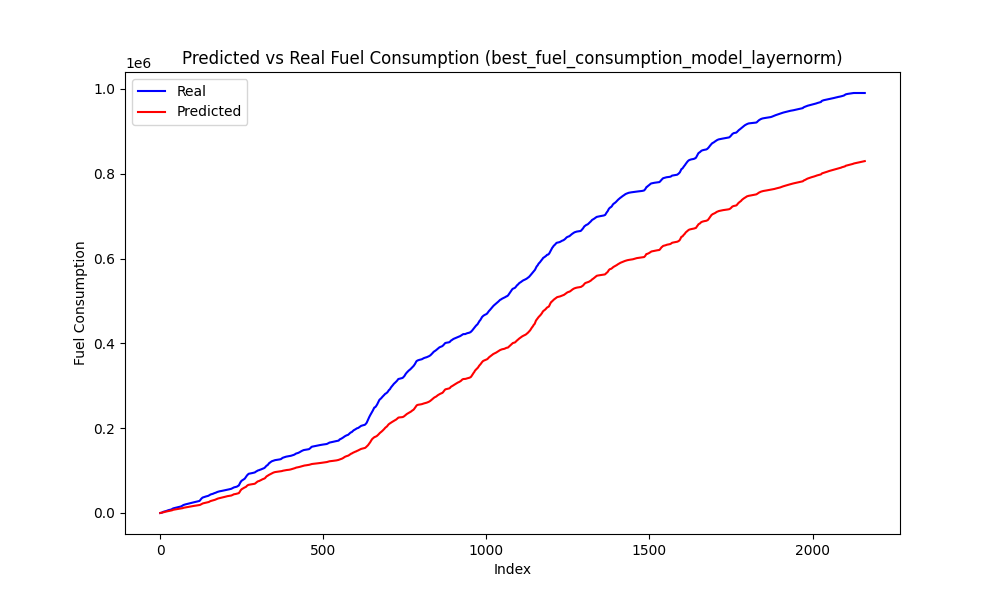 Predicted vs Real Fuel Consumption (best_fuel_consumption_model_layernorm)
1e6
Real
Predicted
1.0
0.8
0.6
0.4
0.2
0.0
Fuel Consumption
0 500 1000 1500 2000
Index